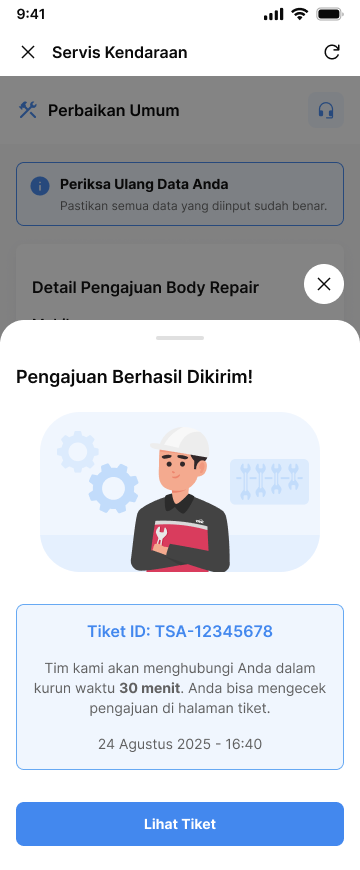 9:41
Servis Kendaraan
Perbaikan Umum
Periksa Ulang Data Anda
Pastikan semua data yang diinput sudah benar.
Detail Pengajuan Body Repair
Pengajuan Berhasil Dikirim!
Tiket ID: TSA-12345678
Tim kami akan menghubungi Anda dalam
kurun waktu 30 menit. Anda bisa mengecek
pengajuan di halaman tiket.
24 Agustus 2025 - 16:40
Lihat Tiket